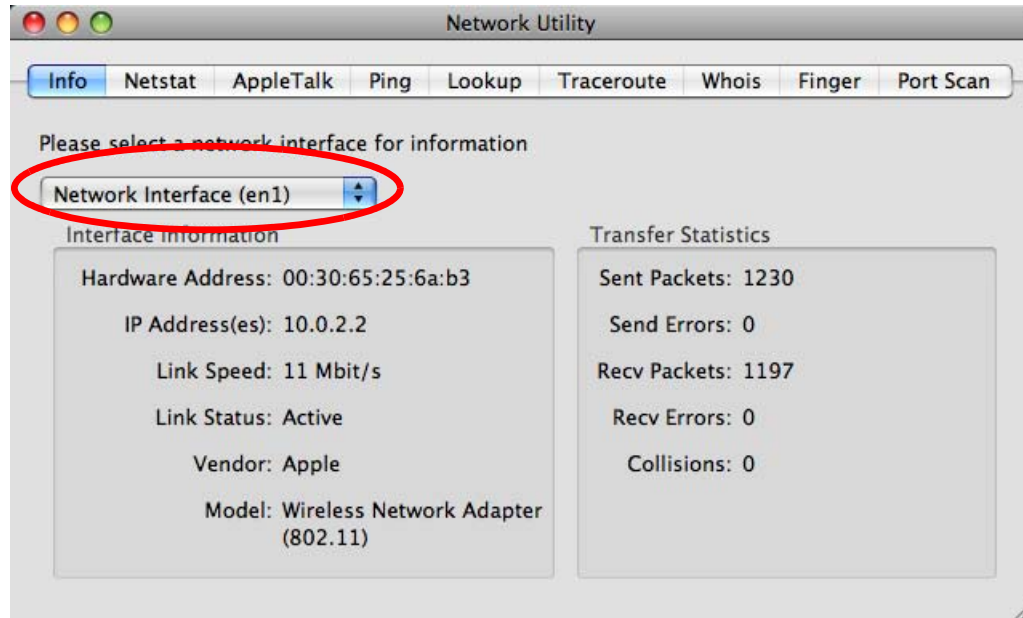 Network Utility
Info Netstat AppleTalk Ping Lookup Traceroute Whois Finger Port Scan
Please select a network interface for information
Network Interface (en1)
Interface Information
Hardware Address: 00:30:65:25:6a:b3
IP Address(es): 10.0.2.2
Link Speed: 11 Mbit/s
Link Status: Active
Vendor: Apple
Model: Wireless Network Adapter
(802.11)
Transfer Statistics
Sent Packets: 1230
Send Errors: 0
Recv Packets: 1197
Recv Errors: 0
Collisions: 0